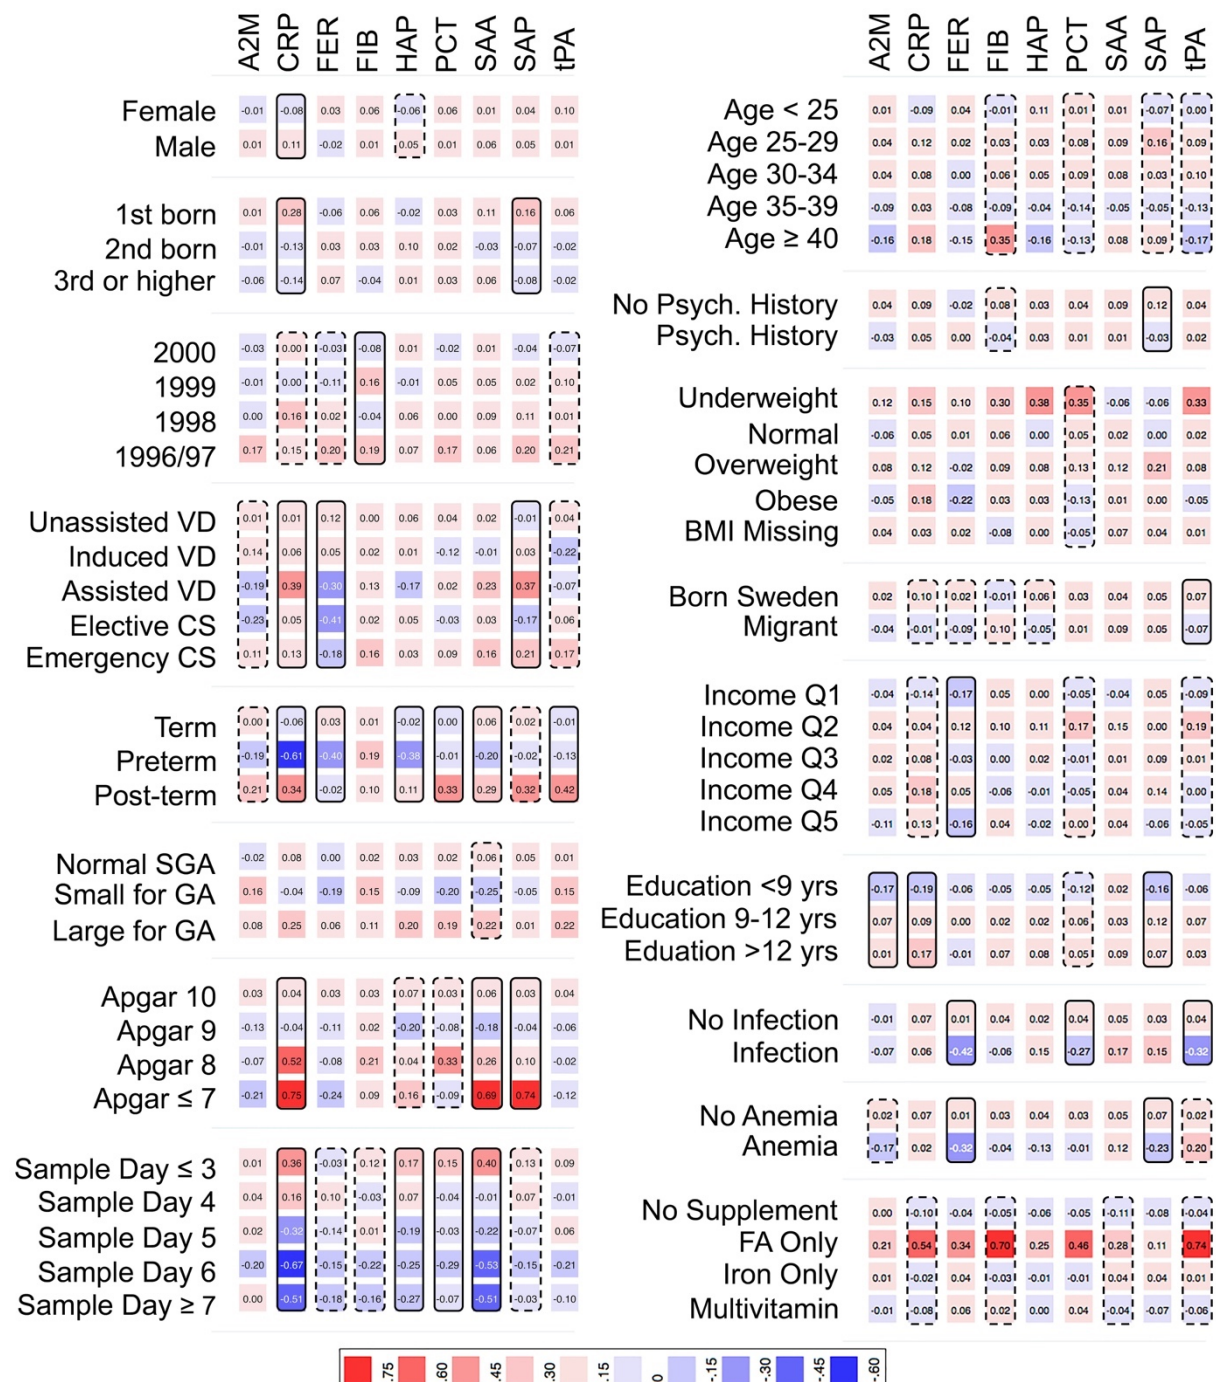 A2M CRP FER FIB HAP PCT SAA SAP tPA
Female -0.01 -0.08 0.03 0.06 -0.06 0.06 0.01 0.04 0.10
Male 0.01 0.11 -0.02 0.01 0.05 0.01 0.06 0.05 0.01
1st born 0.01 0.28 -0.06 0.06 -0.02 0.03 0.11 0.16 0.06
2nd born -0.01 -0.13 0.03 0.03 0.10 0.02 -0.03 -0.07 -0.02
3rd or higher -0.06 -0.14 0.07 -0.04 0.01 0.03 0.06 -0.08 -0.02
2000 -0.03 0.00 -0.03 -0.08 0.01 -0.02 0.01 -0.04 -0.07
1999 -0.01 0.00 -0.11 0.16 -0.01 0.05 0.05 0.02 0.10
1998 0.00 0.16 0.02 -0.04 0.06 0.00 0.09 0.11 0.01
1996/97 0.17 0.15 0.20 0.19 0.07 0.17 0.06 0.20 0.21
Unassisted VD 0.01 0.01 0.12 0.00 0.06 0.04 0.02 -0.01 0.04
Induced VD 0.14 0.06 0.05 0.02 0.01 -0.12 -0.01 0.03 -0.22
Assisted VD -0.19 0.39 -0.30 0.13 -0.17 0.02 0.23 0.37 -0.07
Elective CS -0.23 0.05 -0.41 0.02 0.05 -0.03 0.03 -0.17 0.06
Emergency CS 0.11 0.13 -0.18 0.16 0.03 0.09 0.16 0.21 0.17
Term 0.00 -0.06 0.03 0.01 -0.02 0.00 0.06 0.02 -0.01
Preterm -0.19 -0.61 -0.40 0.19 -0.38 -0.01 -0.20 -0.02 -0.13
Post-term 0.21 0.34 -0.02 0.10 0.11 0.33 0.29 0.32 0.42
Normal SGA -0.02 0.08 0.00 0.02 0.03 0.02 0.06 0.05 0.01
Small for GA 0.16 -0.04 -0.19 0.15 -0.09 -0.20 -0.25 -0.05 0.15
Large for GA 0.08 0.25 0.06 0.11 0.20 0.19 0.22 0.01 0.22
Apgar 10 0.03 0.04 0.03 0.03 0.07 0.03 0.06 0.03 0.04
Apgar 9 -0.13 -0.04 -0.11 0.02 -0.20 -0.08 -0.18 -0.04 -0.06
Apgar 8 -0.07 0.52 -0.08 0.21 0.04 0.33 0.26 0.10 -0.02
Apgar ≤ 7 -0.21 0.75 -0.24 0.09 0.16 -0.09 0.69 0.74 -0.12
Sample Day ≤ 3 0.01 0.36 -0.03 0.12 0.17 0.15 0.40 0.13 0.09
Sample Day 4 0.04 0.16 0.10 -0.03 0.07 -0.04 -0.01 0.07 -0.01
Sample Day 5 0.02 -0.32 -0.14 0.01 -0.19 -0.03 -0.22 -0.07 0.06
Sample Day 6 -0.20 -0.67 -0.15 -0.22 -0.25 -0.29 -0.53 -0.15 -0.21
Sample Day ≥ 7 0.00 -0.51 -0.18 -0.16 -0.27 -0.07 -0.51 -0.03 -0.10
A2M CRP FER FIB HAP PCT SAA SAP tPA
Age < 25 0.01 -0.09 0.04 -0.01 0.11 0.01 0.01 -0.07 0.00
Age 25-29 0.04 0.12 0.02 0.03 0.03 0.08 0.09 0.16 0.09
Age 30-34 0.04 0.08 0.00 0.06 0.05 0.09 0.08 0.03 0.10
Age 35-39 -0.09 0.03 -0.08 -0.09 -0.04 -0.14 -0.05 -0.05 -0.13
Age ≥ 40 -0.16 0.18 -0.15 0.35 -0.16 -0.13 0.08 0.09 -0.17
No Psych. History 0.04 0.09 -0.02 0.08 0.03 0.04 0.09 0.12 0.04
Psych. History -0.03 0.05 0.00 -0.04 0.03 0.01 0.01 -0.03 0.02
Underweight 0.12 0.15 0.10 0.30 0.38 0.35 -0.06 -0.06 0.33
Normal -0.06 0.05 0.01 0.06 0.00 0.05 0.02 0.00 0.02
Overweight 0.08 0.12 -0.02 0.09 0.08 0.13 0.12 0.21 0.08
Obese -0.05 0.18 -0.22 0.03 0.03 -0.13 0.01 0.00 -0.05
BMI Missing 0.04 0.03 0.02 -0.08 0.00 -0.05 0.07 0.04 0.01
Born Sweden 0.02 0.10 0.02 -0.01 0.06 0.03 0.04 0.05 0.07
Migrant -0.04 -0.01 -0.09 0.10 -0.05 0.01 0.09 0.05 -0.07
Income Q1 -0.04 -0.14 -0.17 0.05 0.00 -0.05 -0.04 0.05 -0.09
Income Q2 0.04 0.04 0.12 0.10 0.11 0.17 0.15 0.00 0.19
Income Q3 0.02 0.08 -0.03 0.00 0.02 -0.01 0.01 0.09 0.01
Income Q4 0.05 0.18 0.05 -0.06 -0.01 -0.05 0.04 0.14 0.00
Income Q5 -0.11 0.13 -0.16 0.04 -0.02 0.00 0.04 -0.06 -0.05
Education <9 yrs -0.17 -0.19 -0.06 -0.05 -0.05 -0.12 0.02 -0.16 -0.06
Education 9-12 yrs 0.07 0.09 0.00 0.02 0.02 0.06 0.03 0.12 0.07
Eduation >12 yrs 0.01 0.17 -0.01 0.07 0.08 0.05 0.09 0.07 0.03
No Infection -0.01 0.07 0.01 0.04 0.02 0.04 0.05 0.03 0.04
Infection -0.07 0.06 -0.42 -0.06 0.15 -0.27 0.17 0.15 -0.32
No Anemia 0.02 0.07 0.01 0.03 0.04 0.03 0.05 0.07 0.02
Anemia -0.17 0.02 -0.32 -0.04 -0.13 -0.01 0.12 -0.23 0.20
No Supplement 0.00 -0.10 -0.04 -0.05 -0.06 -0.05 -0.11 -0.08 -0.04
FA Only 0.21 0.54 0.34 0.70 0.25 0.46 0.28 0.11 0.74
Iron Only 0.01 -0.02 0.04 -0.03 -0.01 -0.01 0.04 0.04 0.01
Multivitamin -0.01 -0.08 0.06 0.02 0.00 0.04 -0.04 -0.07 -0.06
.75 .60 .45 .30 .15 0 -.15 -.30 -.45 -.60